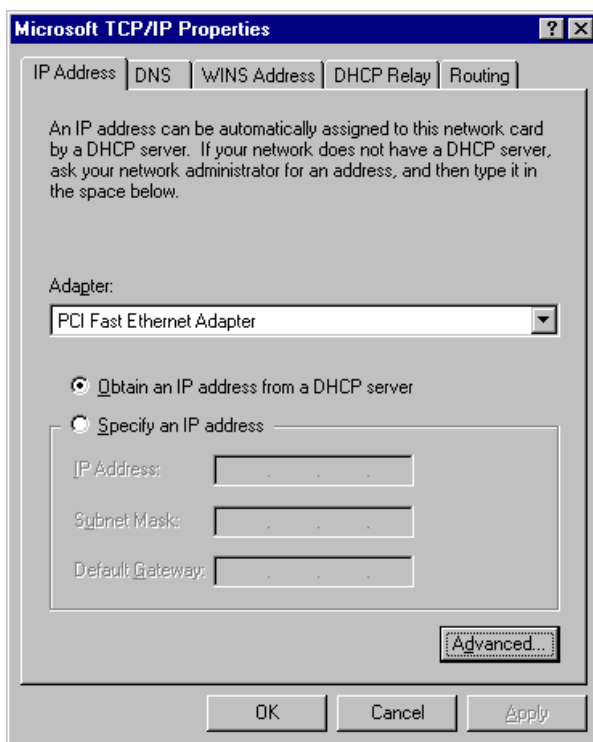 Microsoft TCP/IP Properties
IP Address DNS WINS Address DHCP Relay Routing
An IP address can be automatically assigned to this network card
by a DHCP server. If your network does not have a DHCP server,
ask your network administrator for an address, and then type it in
the space below.
Adapter:
PCI Fast Ethernet Adapter
Obtain an IP address from a DHCP server
Specify an IP address
IP Address:
Subnet Mask:
Default Gateway:
Advanced...
OK Cancel Apply